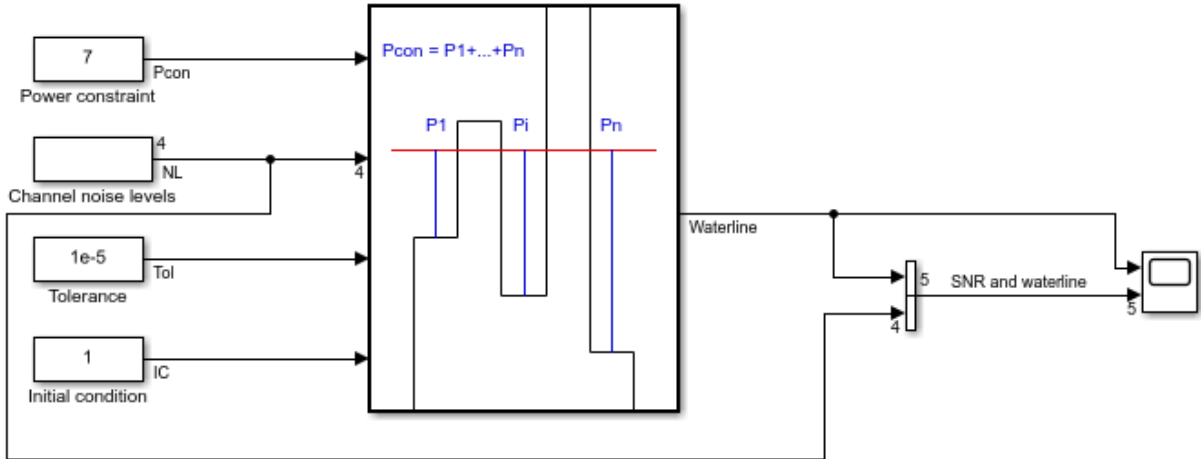 7
Pcon
Power constraint
4
NL
Channel noise levels
4
1e-5
Tol
Tolerance
1
IC
Initial condition
Pcon = P1+...+Pn
P1
Pi
Pn
Waterline
5
4
SNR and waterline
5